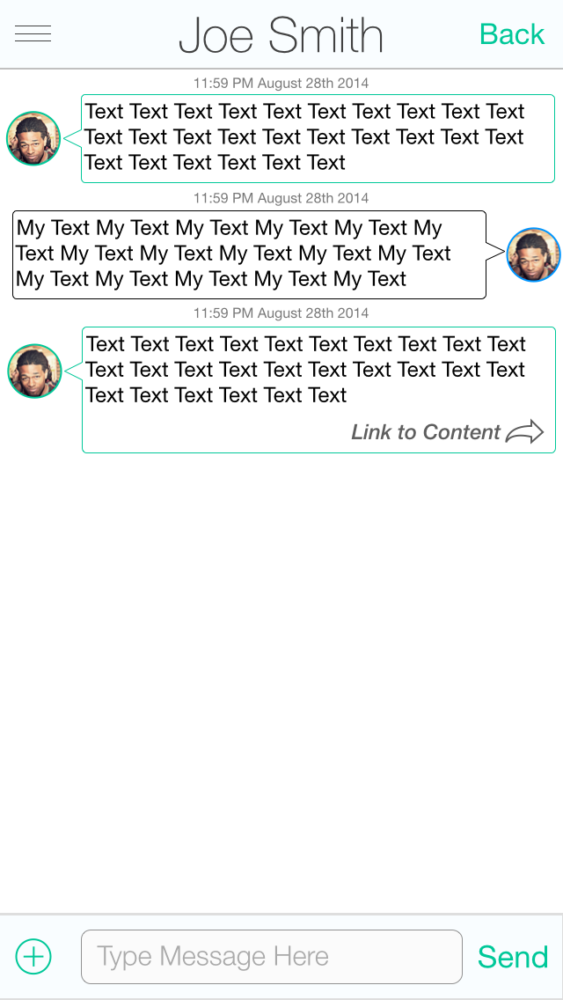 Joe Smith
Back
11:59 PM August 28th 2014
Text Text Text Text Text Text Text Text Text Text
Text Text Text Text Text Text Text Text Text Text
Text Text Text Text Text Text
11:59 PM August 28th 2014
My Text My Text My Text My Text My Text My
Text My Text My Text My Text My Text My Text
My Text My Text My Text My Text My Text
11:59 PM August 28th 2014
Text Text Text Text Text Text Text Text Text Text
Text Text Text Text Text Text Text Text Text Text
Text Text Text Text Text Text
Link to Content
Type Message Here
Send